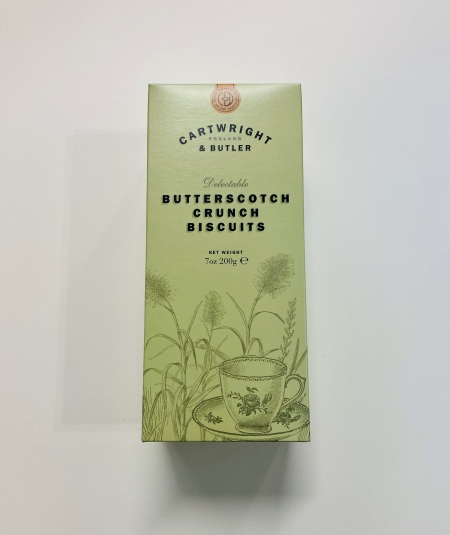 CARTWRIGHT
ENGLAND
& BUTLER
Delectable
BUTTERSCOTCH
CRUNCH
BISCUITS
NET WEIGHT
7oz 200g ℮